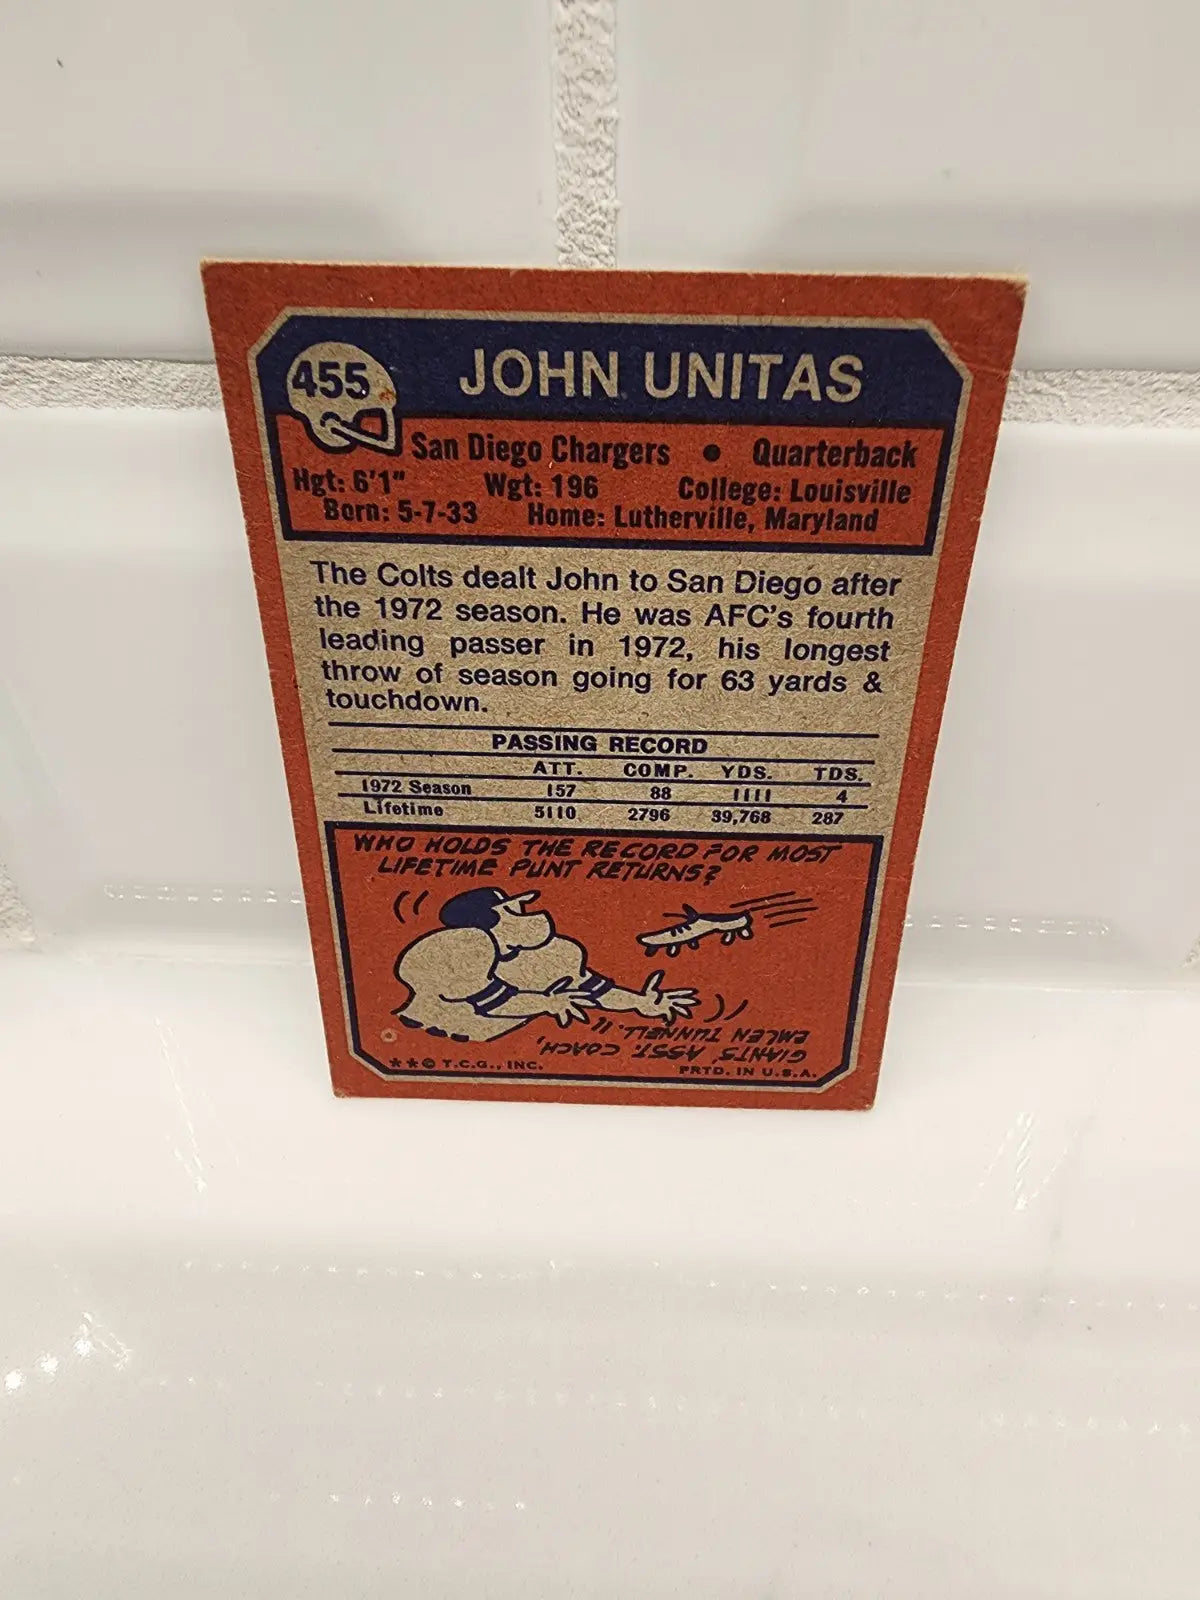 455
JOHN UNITAS
San Diego Chargers • Quarterback
Hgt: 6'1" Wgt: 196 College: Louisville
Born: 5-7-33 Home: Lutherville, Maryland
The Colts dealt John to San Diego after
the 1972 season. He was AFC's fourth
leading passer in 1972, his longest
throw of season going for 63 yards &
touchdown.
PASSING RECORD
ATT. COMP. YDS. TDS.
1972 Season 157 88 1111 4
Lifetime 5110 2796 39,768 287
WHO HOLDS THE RECORD FOR MOST
LIFETIME PUNT RETURNS?
GIANTS' ASST. COACH,
EMLEN TUNNELL.
**© T.C.G., INC. PRTD. IN U.S.A.